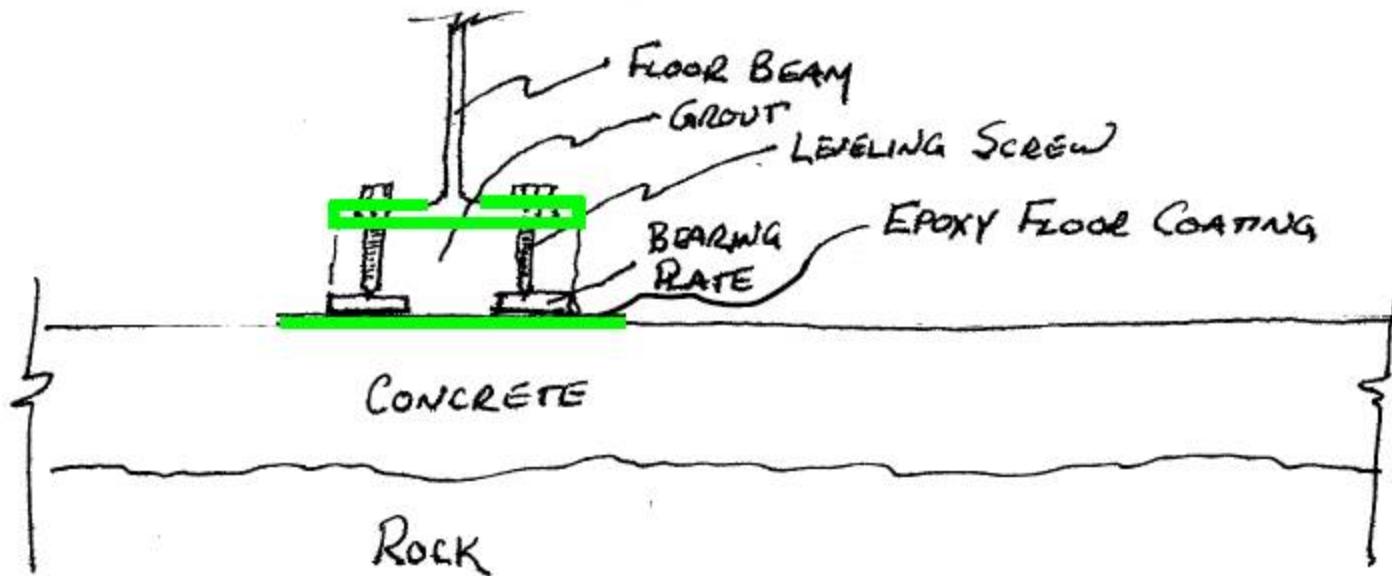 FLOOR BEAM
GROUT
LEVELING SCREW
BEARING
PLATE
EPOXY FLOOR COATING
CONCRETE
ROCK